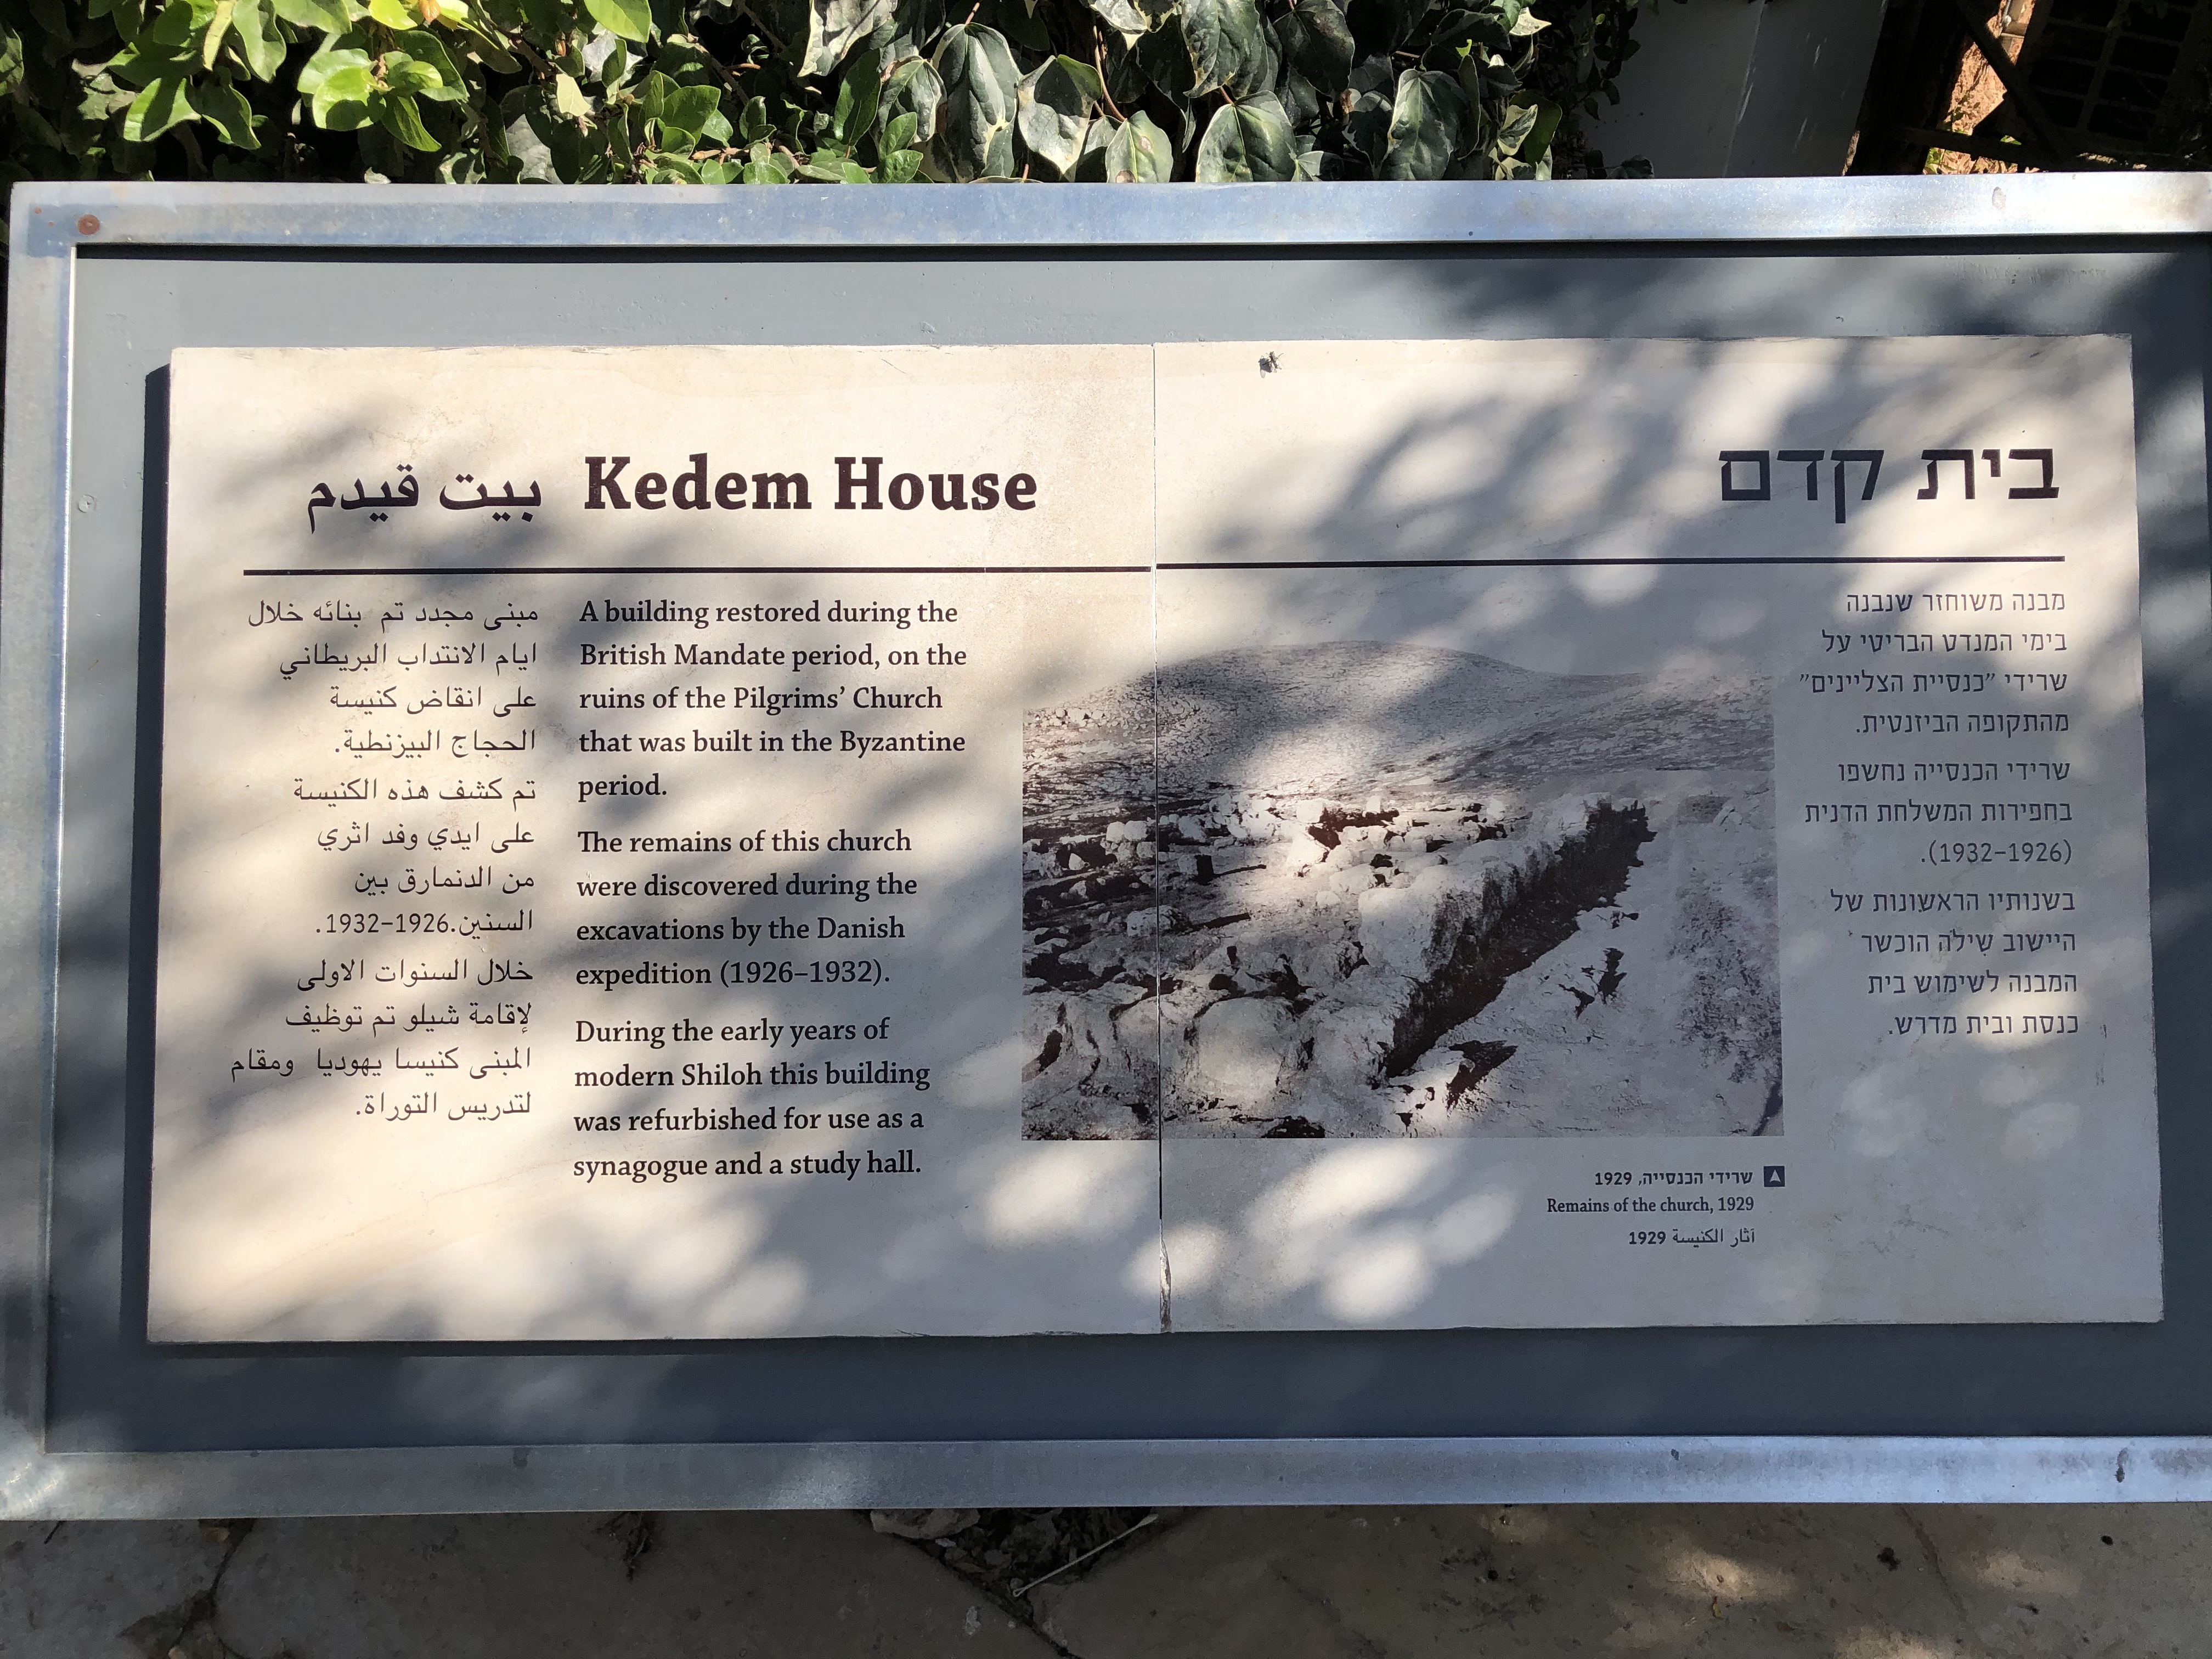 בית קדם
מבנה משוחזר שנבנה
בימי המנדט הבריטי על
שרידי "כנסיית הצליינים"
מהתקופה הביזנטית.
שרידי הכנסייה נחשפו
בחפירות המשלחת הדנית
(1926–1932).
בשנותיו הראשונות של
היישוב שִילה הוכשר
המבנה לשימוש בית
כנסת ובית מדרש.
שרידי הכנסייה, 1929
Remains of the church, 1929
آثار الكنيسة 1929
Kedem House
A building restored during the
British Mandate period, on the
ruins of the Pilgrims’ Church
that was built in the Byzantine
period.
The remains of this church
were discovered during the
excavations by the Danish
expedition (1926–1932).
During the early years of
modern Shiloh this building
was refurbished for use as a
synagogue and a study hall.
بيت قيدم
مبنى مجدد تم بنائه خلال
ايام الانتداب البريطاني
على انقاض كنيسة
الحجاج البيزنطية.
تم كشف هذه الكنيسة
على ايدي وفد اثري
من الدنمارق بين
السنين.1926–1932.
خلال السنوات الاولى
لإقامة شيلو تم توظيف
المبنى كنيسا يهوديا ومقام
لتدريس التوراة.